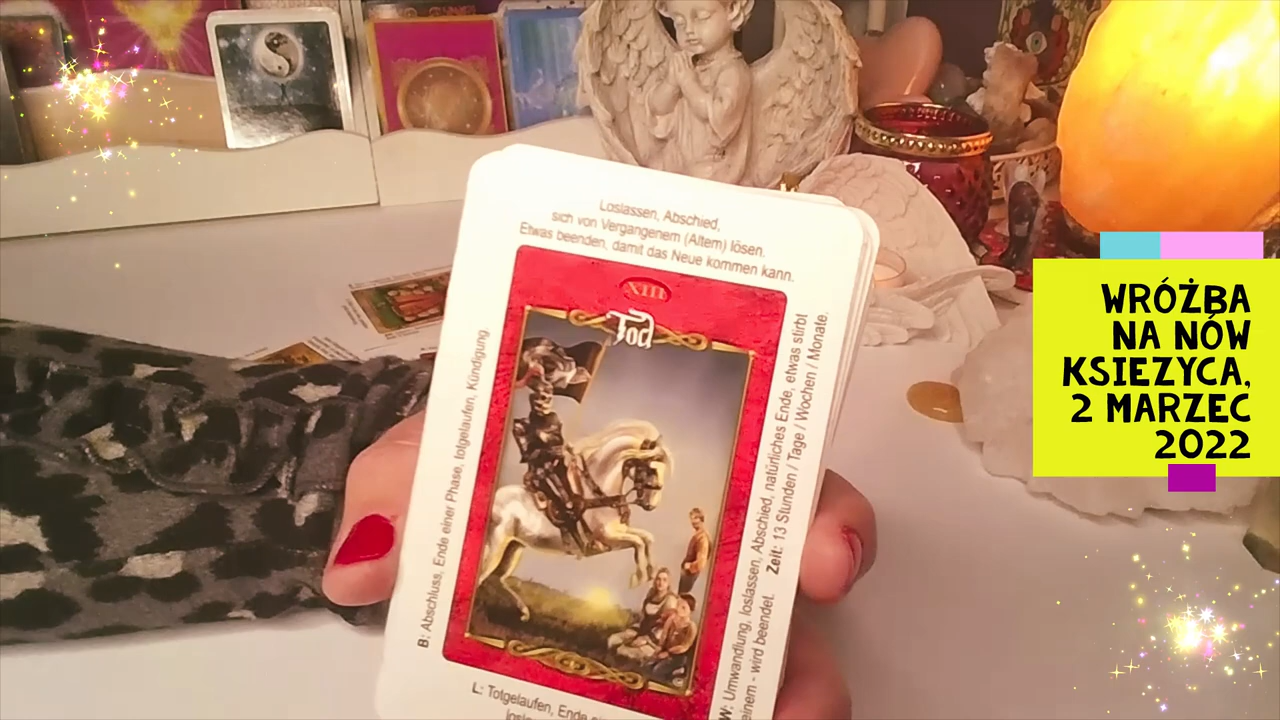 Loslassen, Abschied,
sich von Vergangenem (Altem) lösen.
Etwas beenden, damit das Neue kommen kann.
XIII
Tod
B: Abschluss, Ende einer Phase, totgelaufen, Kündigung
W: Umwandlung, loslassen, Abschied, natürliches Ende, etwas stirbt
einem - wird beendet. Zeit: 13 Stunden / Tage / Wochen / Monate.
L: Totgelaufen, Ende
WRÓŻBA
NA NÓW
KSIEZYCA,
2 MARZEC
2022